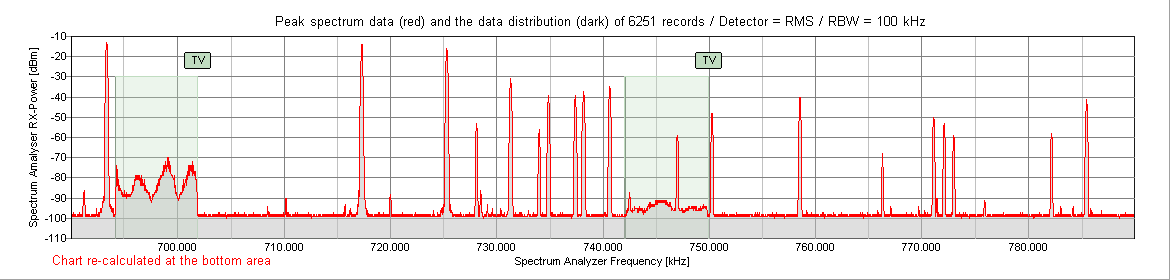 Peak spectrum data (red) and the data distribution (dark) of 6251 records / Detector = RMS / RBW = 100 kHz
Spectrum Analyser RX-Power [dBm]
-10
-20
-30
-40
-50
-60
-70
-80
-90
-100
-110
TV
TV
700.000 710.000 720.000 730.000 740.000 750.000 760.000 770.000 780.000
Chart re-calculated at the bottom area
Spectrum Analyzer Frequency [kHz]